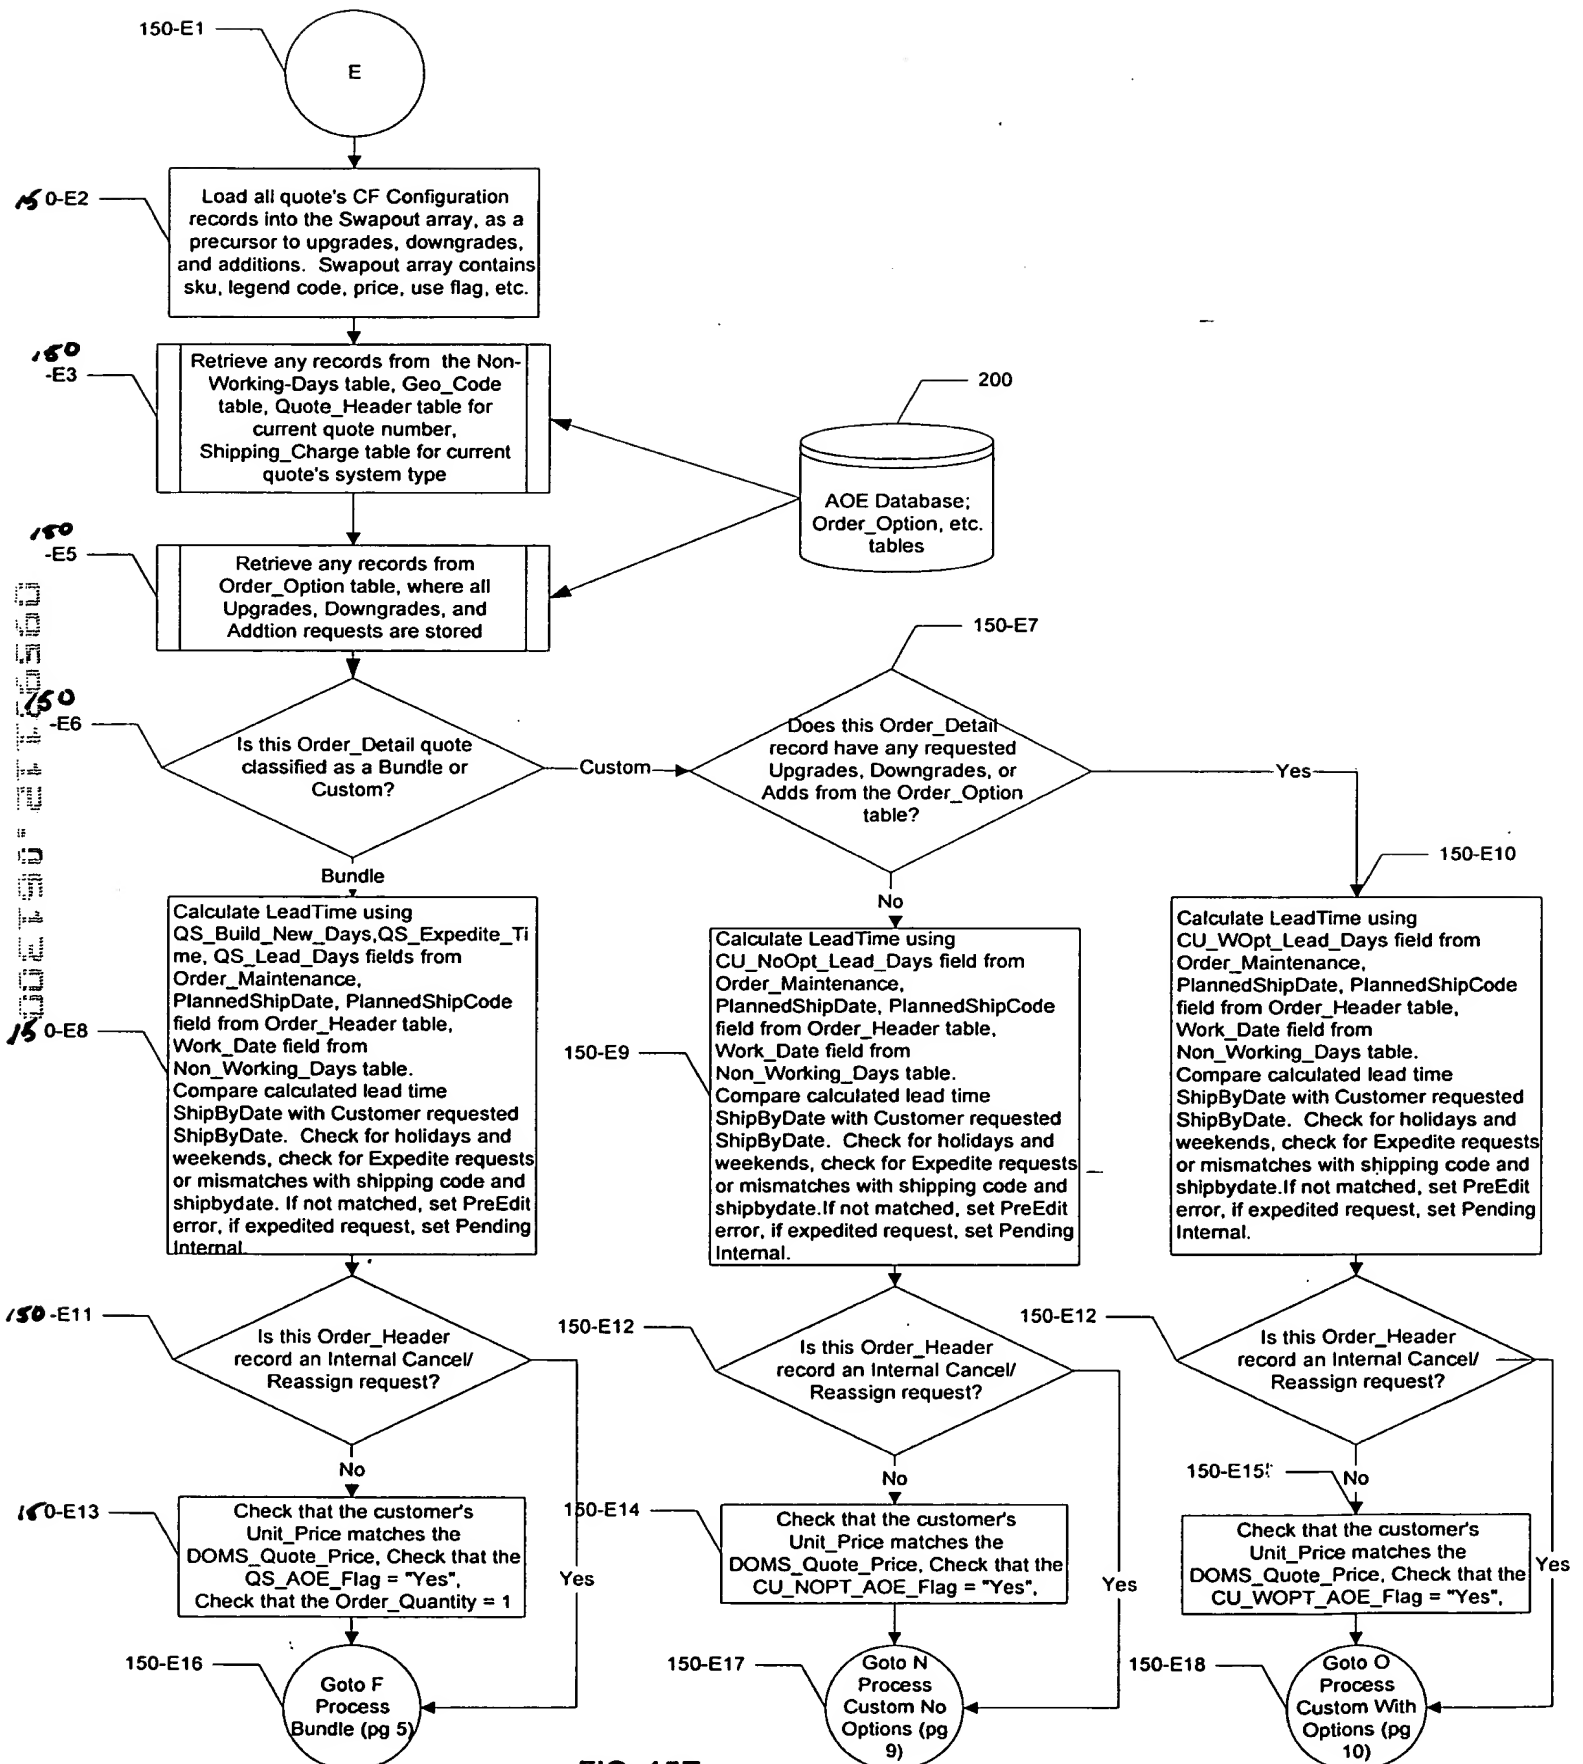 150-E1
E
150-E2
Load all quote's CF Configuration
records into the Swapout array, as a
precursor to upgrades, downgrades,
and additions. Swapout array contains
sku, legend code, price, use flag, etc.
150
-E3
Retrieve any records from the Non-
Working-Days table, Geo_Code
table, Quote_Header table for
current quote number,
Shipping_Charge table for current
quote's system type
200
AOE Database;
Order_Option, etc.
tables
150
-E5
Retrieve any records from
Order_Option table, where all
Upgrades, Downgrades, and
Addtion requests are stored
150-E7
150
-E6
Is this Order_Detail quote
classified as a Bundle or
Custom?
Custom
Does this Order_Detail
record have any requested
Upgrades, Downgrades, or
Adds from the Order_Option
table?
Yes
Bundle
No
150-E10
150-E8
Calculate LeadTime using
QS_Build_New_Days,QS_Expedite_Ti
me, QS_Lead_Days fields from
Order_Maintenance,
PlannedShipDate, PlannedShipCode
field from Order_Header table,
Work_Date field from
Non_Working_Days table.
Compare calculated lead time
ShipByDate with Customer requested
ShipByDate. Check for holidays and
weekends, check for Expedite requests
or mismatches with shipping code and
shipbydate. If not matched, set PreEdit
error, if expedited request, set Pending
Internal.
150-E9
Calculate LeadTime using
CU_NoOpt_Lead_Days field from
Order_Maintenance,
PlannedShipDate, PlannedShipCode
field from Order_Header table,
Work_Date field from
Non_Working_Days table.
Compare calculated lead time
ShipByDate with Customer requested
ShipByDate. Check for holidays and
weekends, check for Expedite requests
or mismatches with shipping code and
shipbydate.If not matched, set PreEdit
error, if expedited request, set Pending
Internal.
Calculate LeadTime using
CU_WOpt_Lead_Days field from
Order_Maintenance,
PlannedShipDate, PlannedShipCode
field from Order_Header table,
Work_Date field from
Non_Working_Days table.
Compare calculated lead time
ShipByDate with Customer requested
ShipByDate. Check for holidays and
weekends, check for Expedite requests
or mismatches with shipping code and
shipbydate.If not matched, set PreEdit
error, if expedited request, set Pending
Internal.
150-E11
Is this Order_Header
record an Internal Cancel/
Reassign request?
150-E12
Is this Order_Header
record an Internal Cancel/
Reassign request?
150-E12
Is this Order_Header
record an Internal Cancel/
Reassign request?
No
No
150-E15
No
150-E13
Check that the customer's
Unit_Price matches the
DOMS_Quote_Price, Check that the
QS_AOE_Flag = "Yes",
Check that the Order_Quantity = 1
Yes
150-E14
Check that the customer's
Unit_Price matches the
DOMS_Quote_Price, Check that the
CU_NOPT_AOE_Flag = "Yes",
Yes
Check that the customer's
Unit_Price matches the
DOMS_Quote_Price, Check that the
CU_WOPT_AOE_Flag = "Yes",
Yes
150-E16
Goto F
Process
Bundle (pg 5)
150-E17
Goto N
Process
Custom No
Options (pg
9)
150-E18
Goto O
Process
Custom With
Options (pg
10)